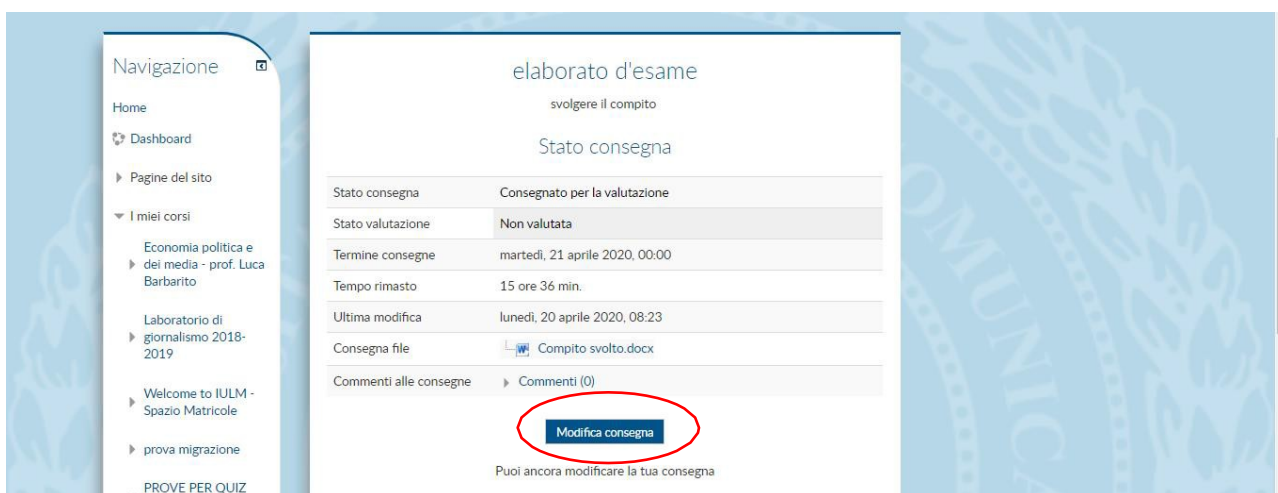 Navigazione
Home
Dashboard
Pagine del sito
I miei corsi
Economia politica e
dei media - prof. Luca
Barbarito
Laboratorio di
giornalismo 2018-
2019
Welcome to IULM -
Spazio Matricole
prova migrazione
PROVE PER QUIZ
elaborato d'esame
svolgere il compito
Stato consegna
Stato consegna Consegnato per la valutazione
Stato valutazione Non valutata
Termine consegne martedì, 21 aprile 2020, 00:00
Tempo rimasto 15 ore 36 min.
Ultima modifica lunedì, 20 aprile 2020, 08:23
Consegna file Compito svolto.docx
Commenti alle consegne Commenti (0)
Modifica consegna
Puoi ancora modificare la tua consegna
OMUNICA